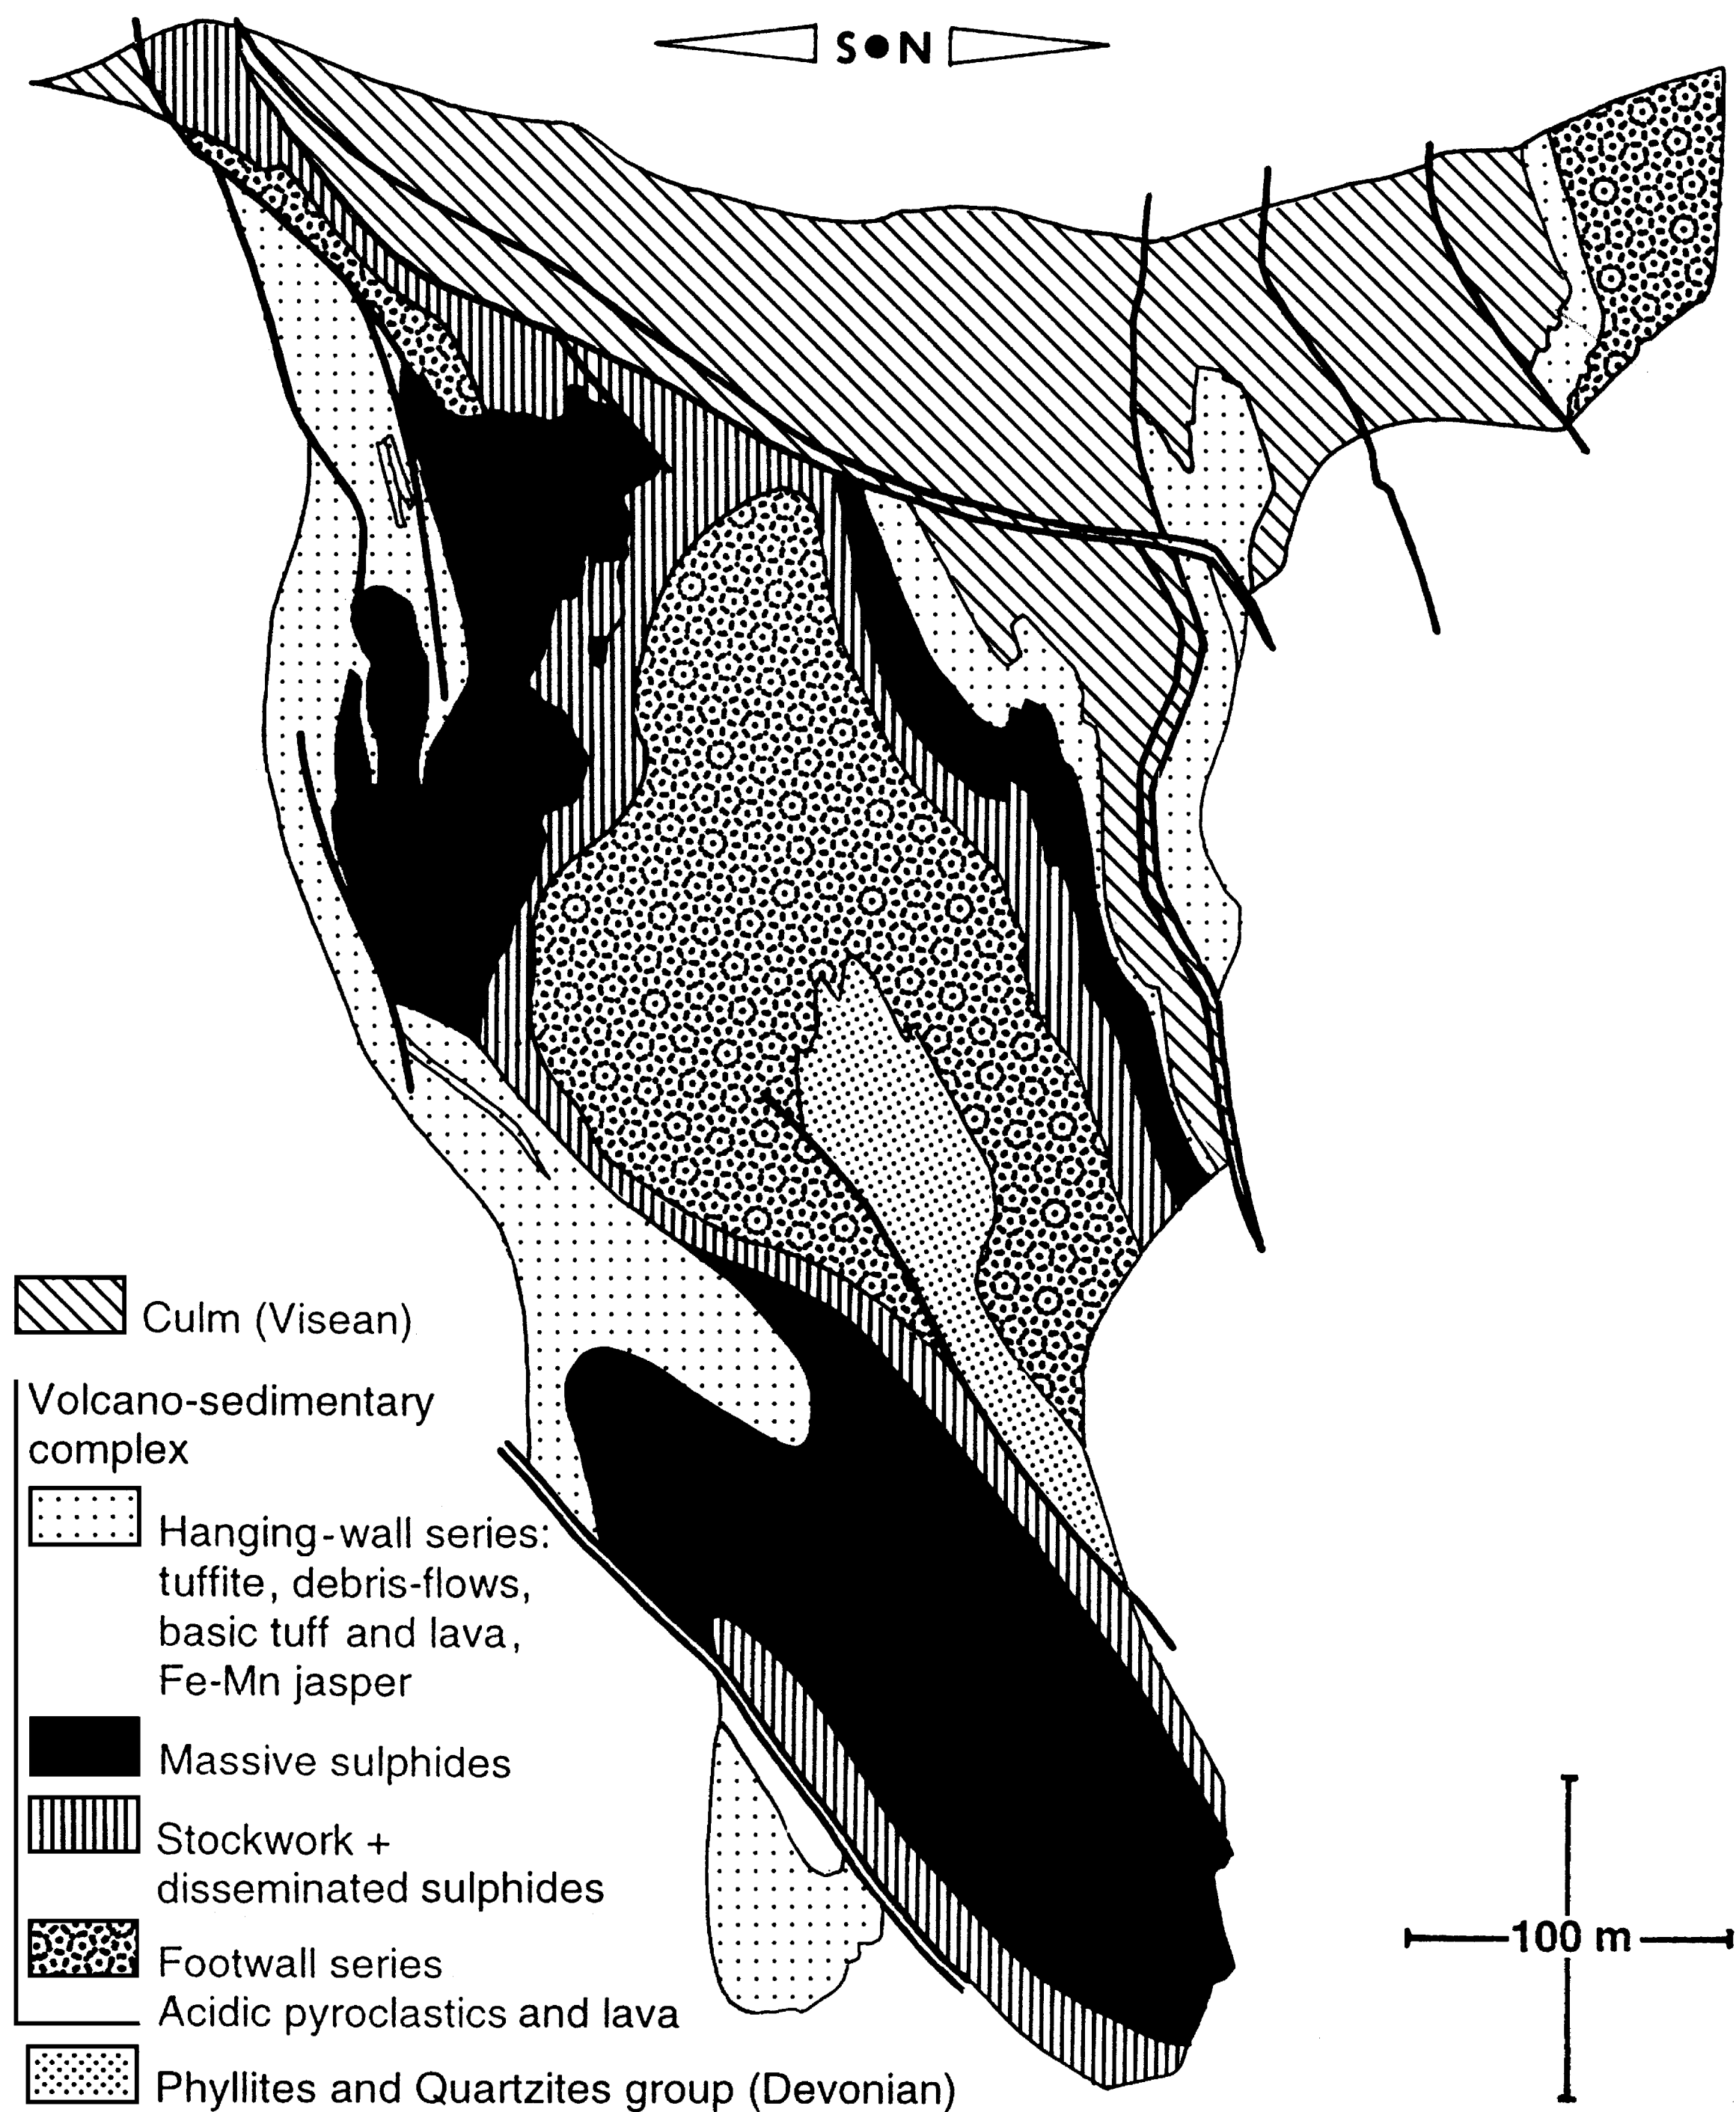 S●N
Culm (Visean)
Volcano-sedimentary
complex
Hanging-wall series:
tuffite, debris-flows,
basic tuff and lava,
Fe-Mn jasper
Massive sulphides
Stockwork +
disseminated sulphides
Footwall series
Acidic pyroclastics and lava
Phyllites and Quartzites group (Devonian)
100 m